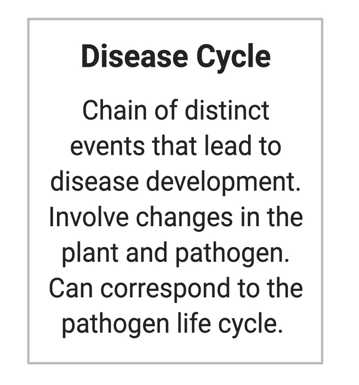 Disease Cycle
Chain of distinct
events that lead to
disease development.
Involve changes in the
plant and pathogen.
Can correspond to the
pathogen life cycle.